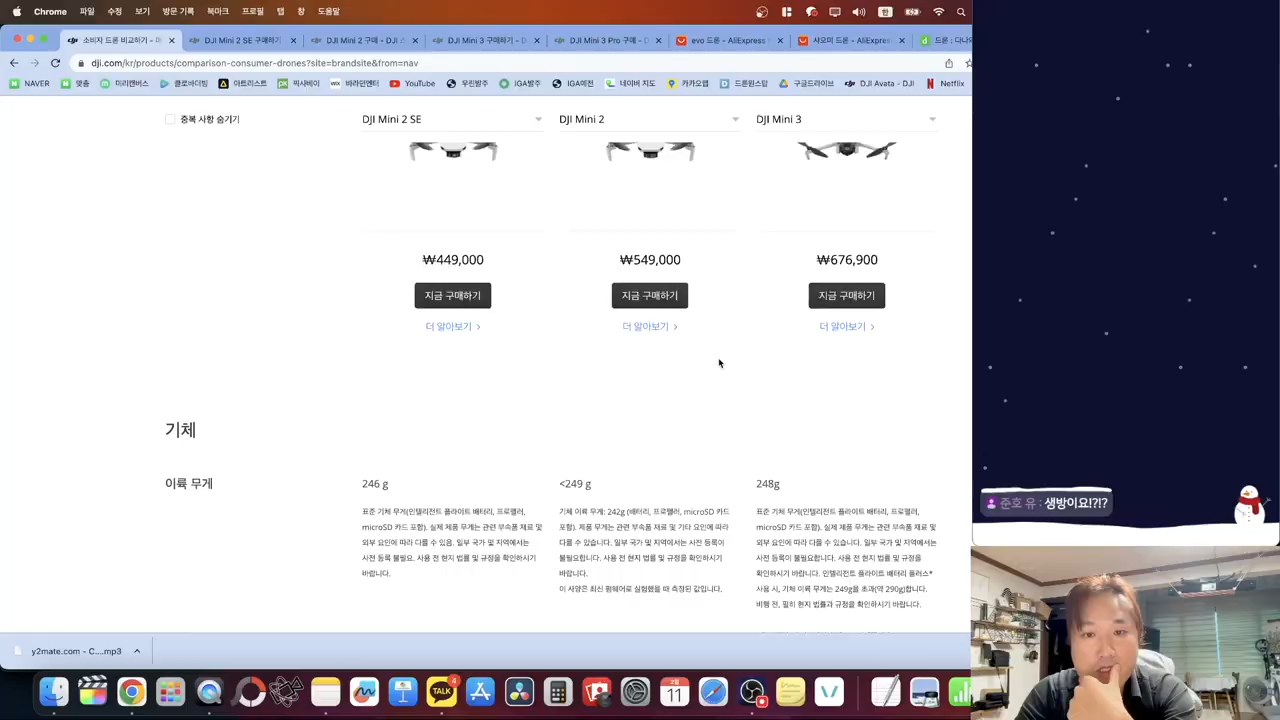 Chrome 파일 수정 보기 방문 기록 북마크 프로필 탭 창 도움말
소비자 드론 비교하기 - DJI Mini 2 SE 구매하기 - D DJI Mini 2 구매 - DJI DJI Mini 3 구매하기 - D DJI Mini 3 Pro 구매 - D evo 드론 - AliExpress 샤오미 드론 - AliExpres 드론 : 다나와
dji.com/kr/products/comparison-consumer-drones?site=brandsite&from=nav
NAVER 맞춤 미리캔버스 클로바더빙 아트리스트 픽사베이 바라인앤터 YouTube 우린발주 JGA발주 IGA미전 네이버 지도 카카오맵 드론원스탑 구글드라이브 DJI Avata – DJI Netflix
중복 사항 숨기기 DJI Mini 2 SE DJI Mini 2 DJI Mini 3
₩449,000 ₩549,000 ₩676,900
지금 구매하기 지금 구매하기 지금 구매하기
더 알아보기 > 더 알아보기 > 더 알아보기 >
기체
이륙 무게 246 g <249 g 248g
표준 기체 무게(인텔리전트 플라이트 배터리, 프로펠러,
microSD 카드 포함). 실제 제품 무게는 관련 부속품 재료 및
외부 요인에 따라 다를 수 있음. 일부 국가 및 지역에서는
사전 등록 불필요. 사용 전 현지 법률 및 규정을 확인하시기
바랍니다.
기체 이륙 무게: 242g (배터리, 프로펠러, microSD 카드
포함). 제품 무게는 관련 부속품 재료 및 기타 요인에 따라
다를 수 있습니다. 일부 국가 및 지역에서는 사전 등록이
불필요합니다. 사용 전 현지 법률 및 규정을 확인하시기
바랍니다.
이 사양은 최신 펌웨어로 실험했을 때 측정된 값입니다.
표준 기체 무게(인텔리전트 플라이트 배터리, 프로펠러,
microSD 카드 포함). 실제 제품 무게는 관련 부속품 재료 및
외부 요인에 따라 다를 수 있습니다. 일부 국가 및 지역에서는
사전 등록이 불필요합니다. 사용 전 현지 법률 및 규정을
확인하시기 바랍니다. 인텔리전트 플라이트 배터리 플러스*
사용 시, 기체 이륙 무게는 249g을 초과(약 290g)합니다.
비행 전, 필히 현지 법률과 규정을 확인하시기 바랍니다.
준호 유 : 생방이요!?!?
y2mate.com - C....mp3
TALK 4
2월
11